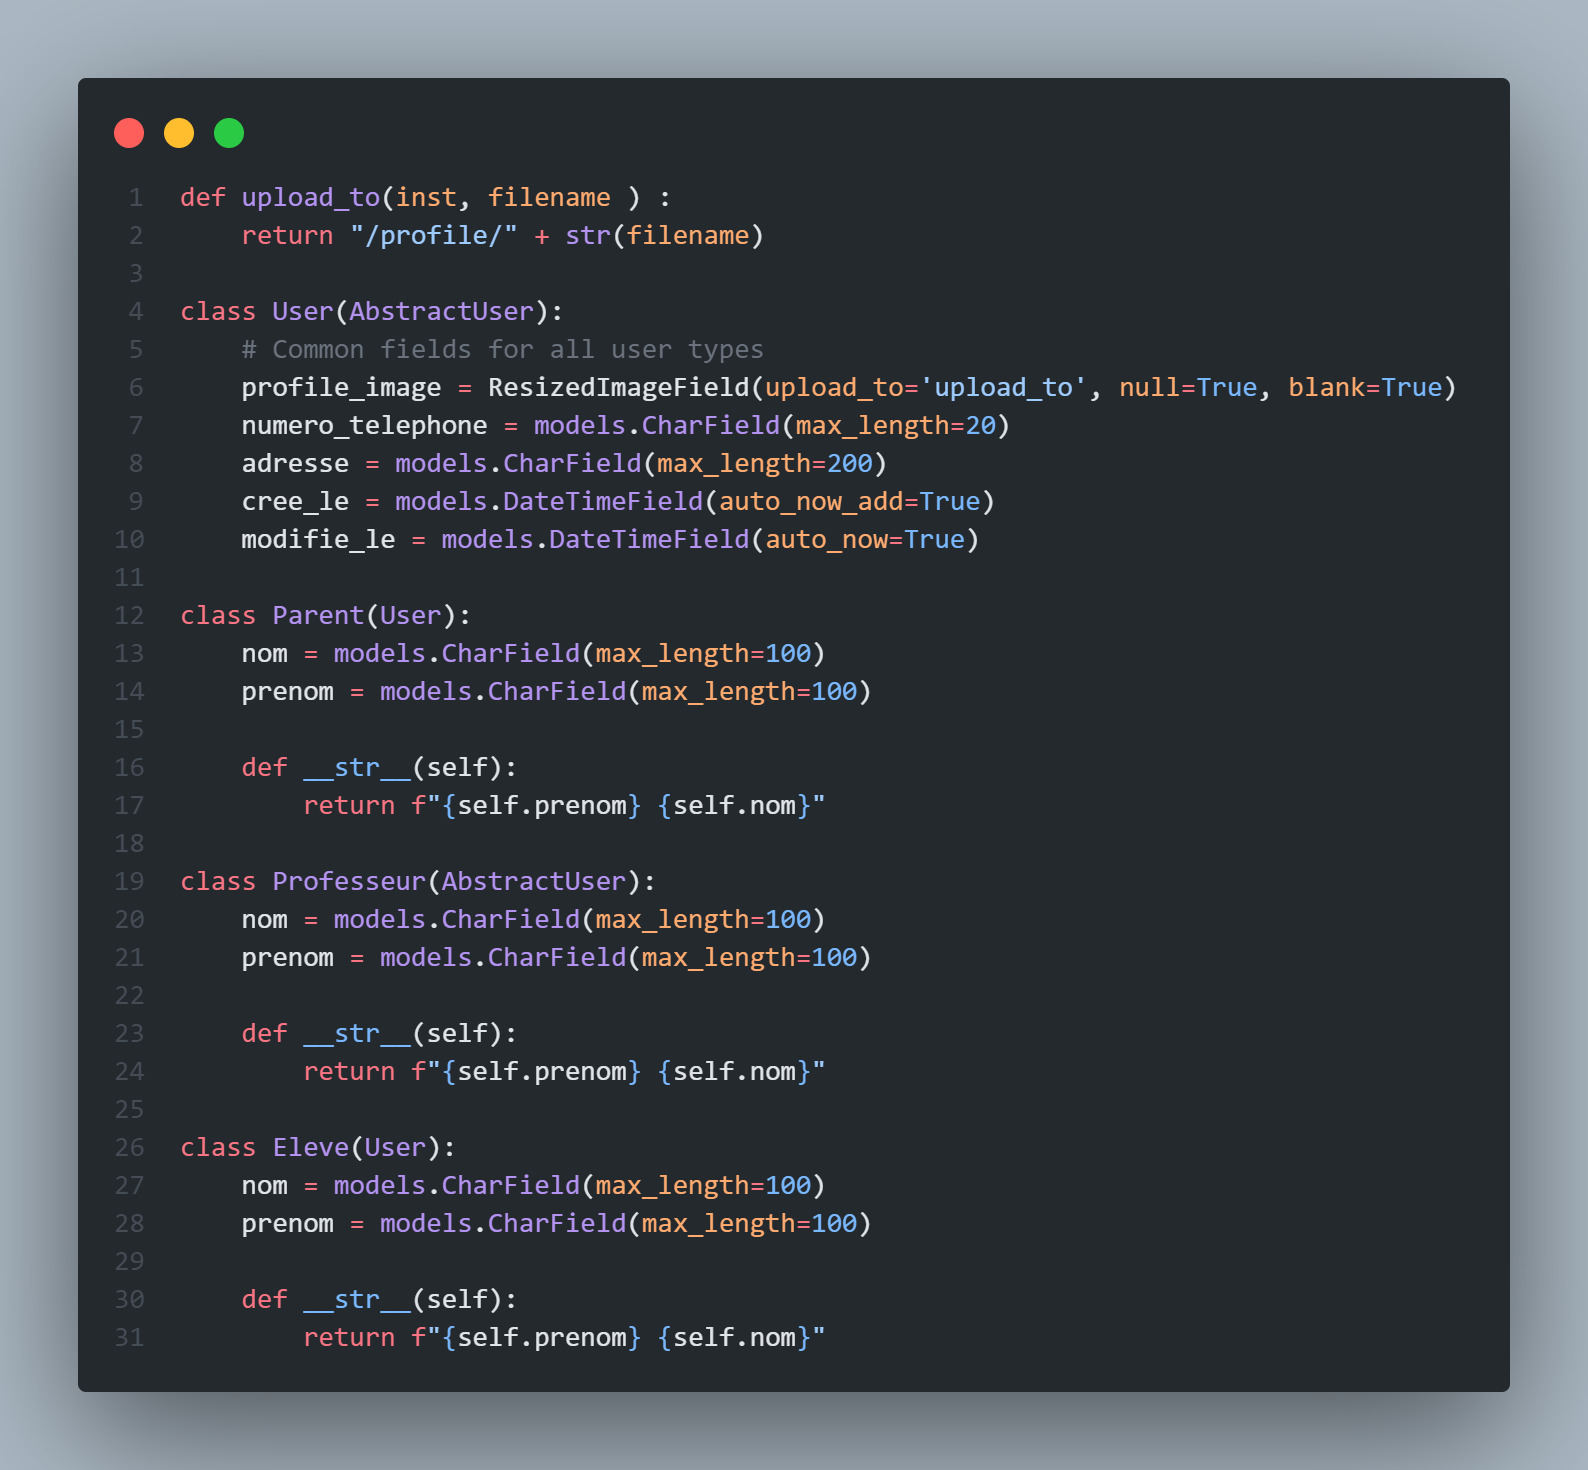 1 def upload_to(inst, filename ) :
2     return "/profile/" + str(filename)
3
4 class User(AbstractUser):
5     # Common fields for all user types
6     profile_image = ResizedImageField(upload_to='upload_to', null=True, blank=True)
7     numero_telephone = models.CharField(max_length=20)
8     adresse = models.CharField(max_length=200)
9     cree_le = models.DateTimeField(auto_now_add=True)
10     modifie_le = models.DateTimeField(auto_now=True)
11
12 class Parent(User):
13     nom = models.CharField(max_length=100)
14     prenom = models.CharField(max_length=100)
15
16     def __str__(self):
17         return f"{self.prenom} {self.nom}"
18
19 class Professeur(AbstractUser):
20     nom = models.CharField(max_length=100)
21     prenom = models.CharField(max_length=100)
22
23     def __str__(self):
24         return f"{self.prenom} {self.nom}"
25
26 class Eleve(User):
27     nom = models.CharField(max_length=100)
28     prenom = models.CharField(max_length=100)
29
30     def __str__(self):
31         return f"{self.prenom} {self.nom}"